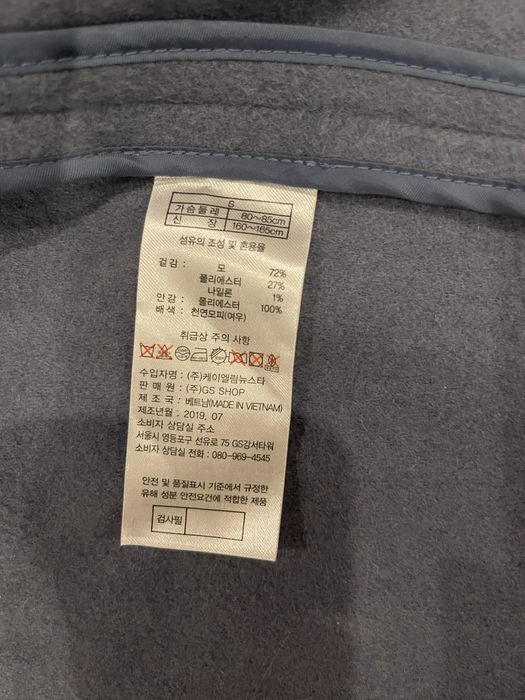 S
가슴둘레 80~85cm
신 장 160~165cm
섬유의 조성 및 혼용율
겉감 : 모 72%
폴리에스터 27%
나일론 1%
안감 : 폴리에스터 100%
배색 : 천연모피(여우)
취급상 주의 사항
수입자명 : (주)케이엘림뉴스타
판 매 원 : (주)GS SHOP
제 조 국 : 베트남(MADE IN VIETNAM)
제조년월 : 2019. 07
소비자 상담실 주소
서울시 영등포구 선유로 75 GS강서타워
소비자 상담실 전화 : 080-969-4545
안전 및 품질표시 기준에서 규정한
유해 성분 안전요건에 적합한 제품
검사필